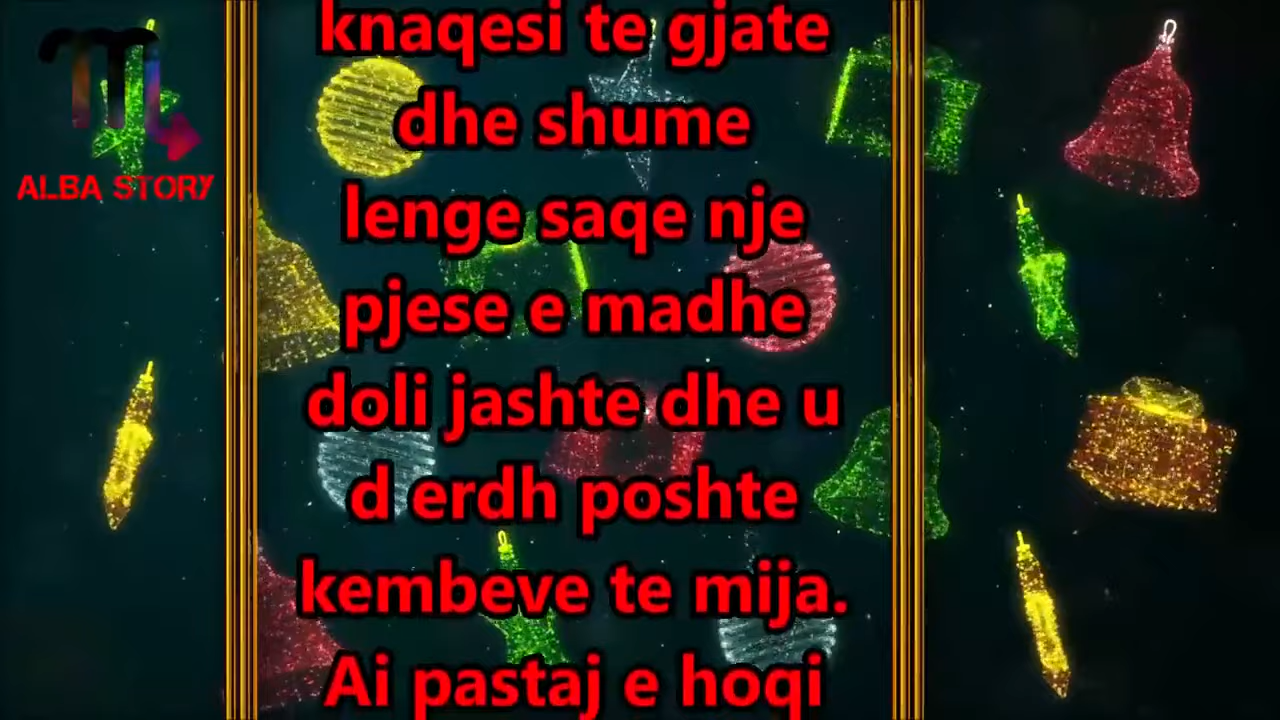 knaqesi te gjate
dhe shume
lenge saqe nje
pjese e madhe
doli jashte dhe u
d erdh poshte
kembeve te mija.
Ai pastaj e hoqi
ALBA STORY